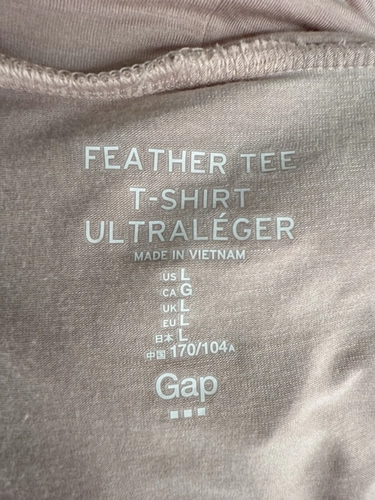 FEATHER TEE
T-SHIRT
ULTRALÉGER
MADE IN VIETNAM
US L
CA G
UK L
EU L
日本 L
中国 170/104A
Gap